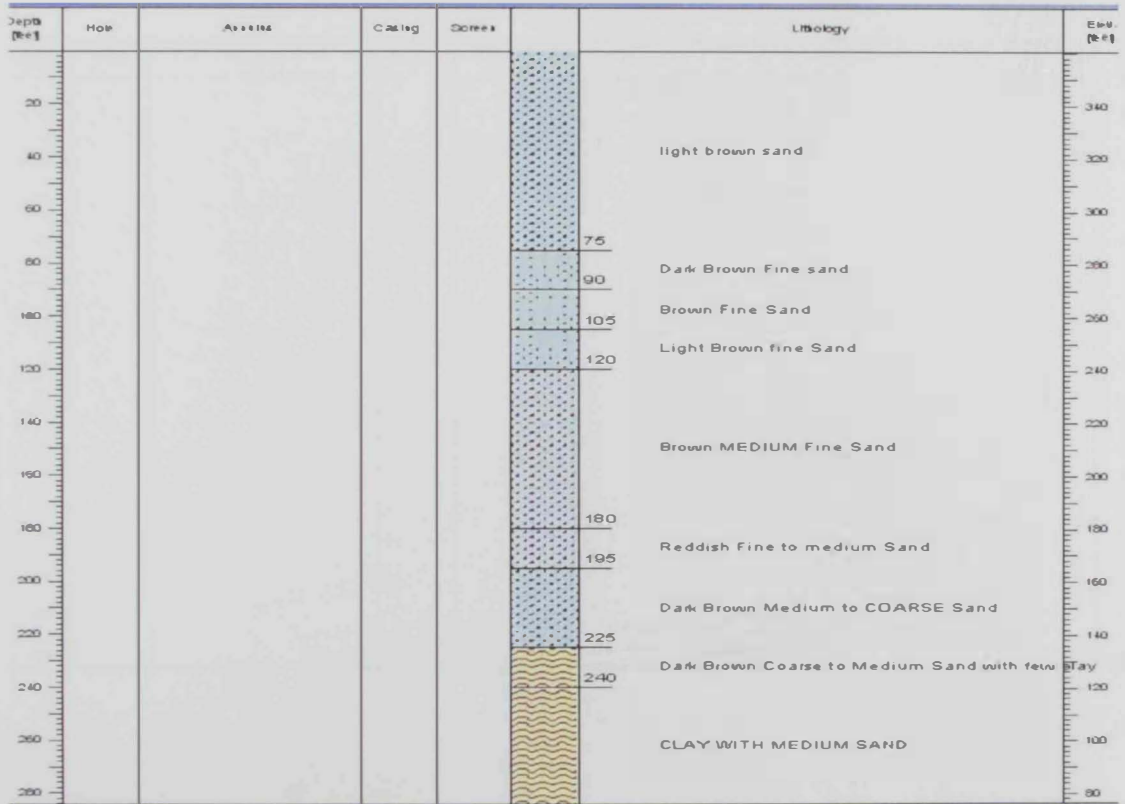 Depth [feet] Hole Casing Screen Lithology Elev. [feet]
20 340
light brown sand
40 320
60 300
75
80 280
Dark Brown Fine sand
90
Brown Fine Sand
100 260
105
Light Brown fine Sand
120
120 240
140 220
Brown MEDIUM Fine Sand
160 200
180
180 180
Reddish Fine to medium Sand
195
200 160
Dark Brown Medium to COARSE Sand
220 140
225
Dark Brown Coarse to Medium Sand with few
240
240 120
260 100
CLAY WITH MEDIUM SAND
280 80